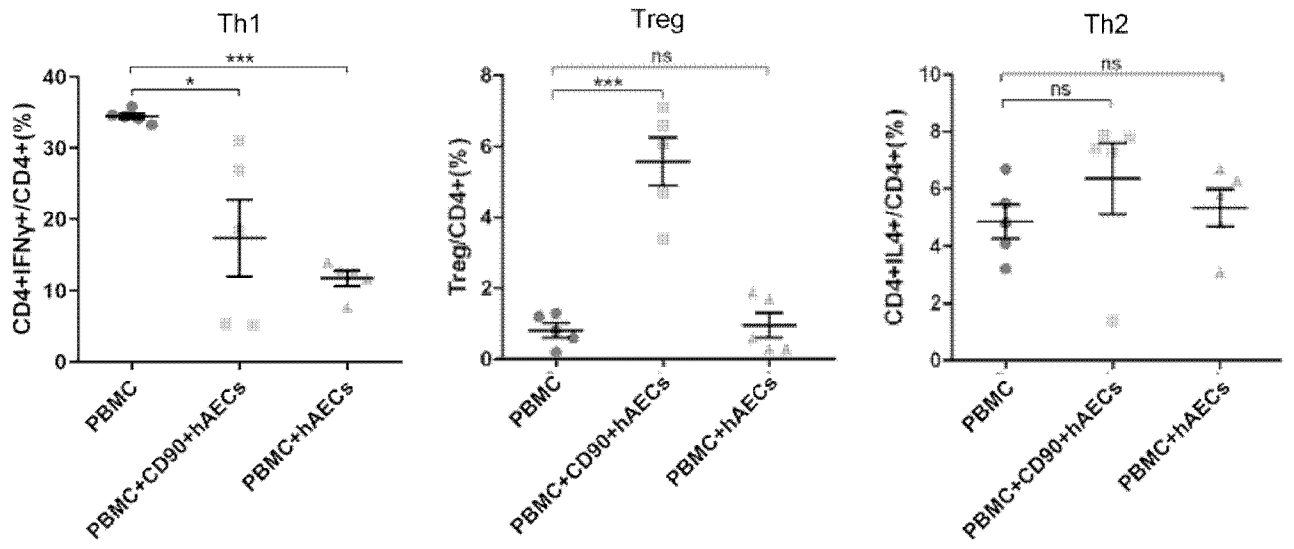 Th1
***
*
40
30
20
10
0
CD4+IFNγ+/CD4+(%)
PBMC
PBMC+CD90+hAECs
PBMC+hAECs
Treg
ns
***
8
6
4
2
0
Treg/CD4+(%)
PBMC
PBMC+CD90+hAECs
PBMC+hAECs
Th2
ns
ns
10
8
6
4
2
0
CD4+IL4+/CD4+(%)
PBMC
PBMC+CD90+hAECs
PBMC+hAECs